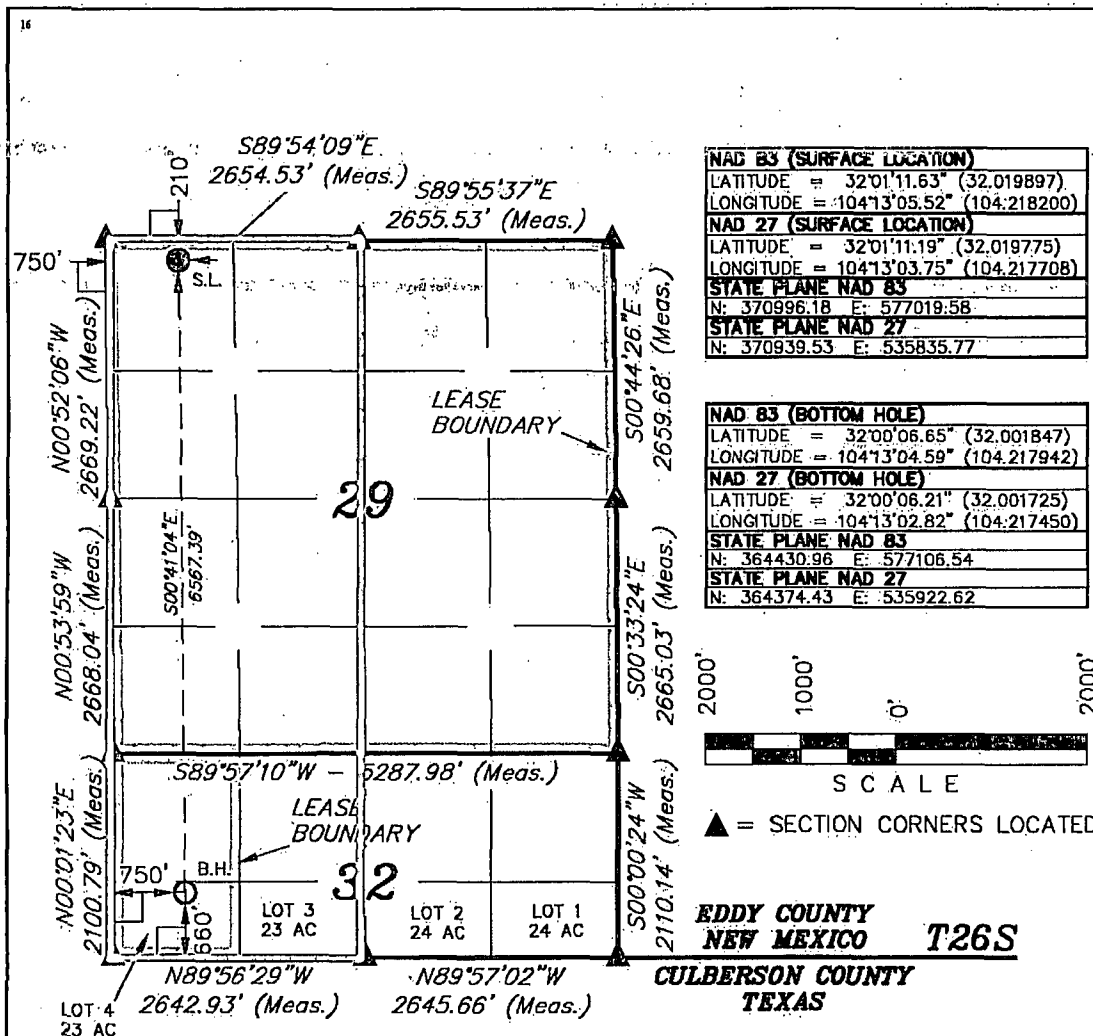 16
S89°54'09"E
2654.53' (Meas.)
210'
S89°55'37"E
2655.53' (Meas.)
750'
S.L.
N00°52'06"W
2669.22' (Meas.)
S00°44'26"E
2659.68' (Meas.)
LEASE
BOUNDARY
29
S00°41'04"E
6567.39'
N00°53'59"W
2668.04' (Meas.)
S00°33'24"E
2665.03' (Meas.)
S89°57'10"W – 5287.98' (Meas.)
LEASE
BOUNDARY
N00°01'23"E
2100.79' (Meas.)
750'
B.H.
32
660'
LOT 3
23 AC
LOT 2
24 AC
LOT 1
24 AC
S00°00'24"W
2110.14' (Meas.)
LOT 4
23 AC
N89°56'29"W
2642.93' (Meas.)
N89°57'02"W
2645.66' (Meas.)
NAD 83 (SURFACE LOCATION)
LATITUDE = 32°01'11.63" (32.019897)
LONGITUDE = 104°13'05.52" (104.218200)
NAD 27 (SURFACE LOCATION)
LATITUDE = 32°01'11.19" (32.019775)
LONGITUDE = 104°13'03.75" (104.217708)
STATE PLANE NAD 83
N: 370996.18 E: 577019.58
STATE PLANE NAD 27
N: 370939.53 E: 535835.77
NAD 83 (BOTTOM HOLE)
LATITUDE = 32°00'06.65" (32.001847)
LONGITUDE = 104°13'04.59" (104.217942)
NAD 27 (BOTTOM HOLE)
LATITUDE = 32°00'06.21" (32.001725)
LONGITUDE = 104°13'02.82" (104.217450)
STATE PLANE NAD 83
N: 364430.96 E: 577106.54
STATE PLANE NAD 27
N: 364374.43 E: 535922.62
2000'
1000'
0'
2000'
SCALE
▲ = SECTION CORNERS LOCATED
EDDY COUNTY
NEW MEXICO
T26S
CULBERSON COUNTY
TEXAS